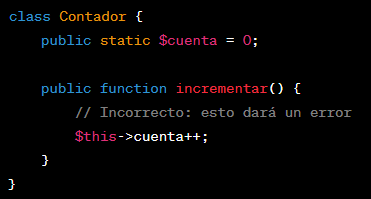 class Contador {
    public static $cuenta = 0;

    public function incrementar() {
        // Incorrecto: esto dará un error
        $this->cuenta++;
    }
}